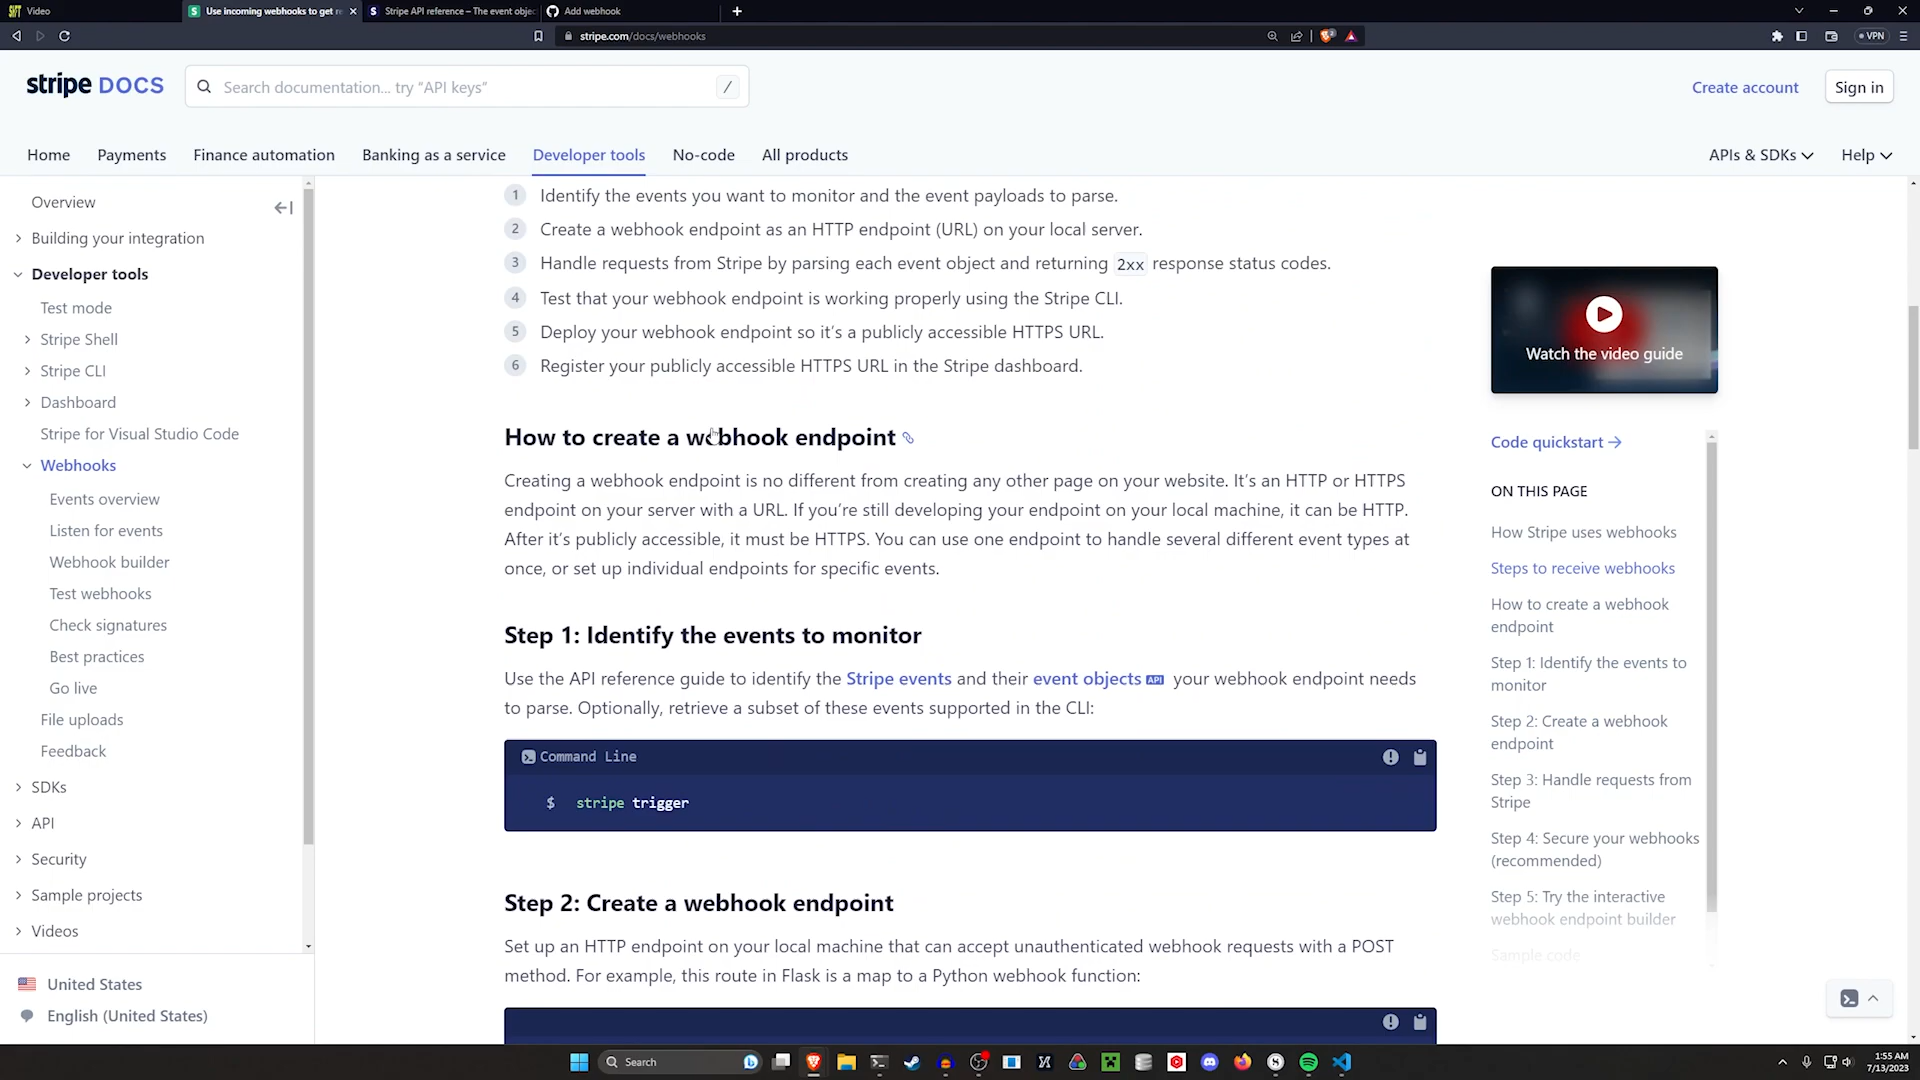 Video
Use incoming webhooks to get re
Stripe API reference – The event obje
Add webhook
stripe.com/docs/webhooks
VPN
stripe DOCS
Search documentation... try “API keys”
/
Create account
Sign in
Home
Payments
Finance automation
Banking as a service
Developer tools
No-code
All products
APIs & SDKs
Help
Overview
Building your integration
Developer tools
Test mode
Stripe Shell
Stripe CLI
Dashboard
Stripe for Visual Studio Code
Webhooks
Events overview
Listen for events
Webhook builder
Test webhooks
Check signatures
Best practices
Go live
File uploads
Feedback
SDKs
API
Security
Sample projects
Videos
United States
English (United States)
1 Identify the events you want to monitor and the event payloads to parse.
2 Create a webhook endpoint as an HTTP endpoint (URL) on your local server.
3 Handle requests from Stripe by parsing each event object and returning 2xx response status codes.
4 Test that your webhook endpoint is working properly using the Stripe CLI.
5 Deploy your webhook endpoint so it’s a publicly accessible HTTPS URL.
6 Register your publicly accessible HTTPS URL in the Stripe dashboard.
How to create a webhook endpoint
Creating a webhook endpoint is no different from creating any other page on your website. It’s an HTTP or HTTPS
endpoint on your server with a URL. If you’re still developing your endpoint on your local machine, it can be HTTP.
After it’s publicly accessible, it must be HTTPS. You can use one endpoint to handle several different event types at
once, or set up individual endpoints for specific events.
Step 1: Identify the events to monitor
Use the API reference guide to identify the Stripe events and their event objects API your webhook endpoint needs
to parse. Optionally, retrieve a subset of these events supported in the CLI:
Command Line
$ stripe trigger
Step 2: Create a webhook endpoint
Set up an HTTP endpoint on your local machine that can accept unauthenticated webhook requests with a POST
method. For example, this route in Flask is a map to a Python webhook function:
Watch the video guide
Code quickstart
ON THIS PAGE
How Stripe uses webhooks
Steps to receive webhooks
How to create a webhook
endpoint
Step 1: Identify the events to
monitor
Step 2: Create a webhook
endpoint
Step 3: Handle requests from
Stripe
Step 4: Secure your webhooks
(recommended)
Step 5: Try the interactive
webhook endpoint builder
Sample code
Search
1:55 AM
7/13/2023